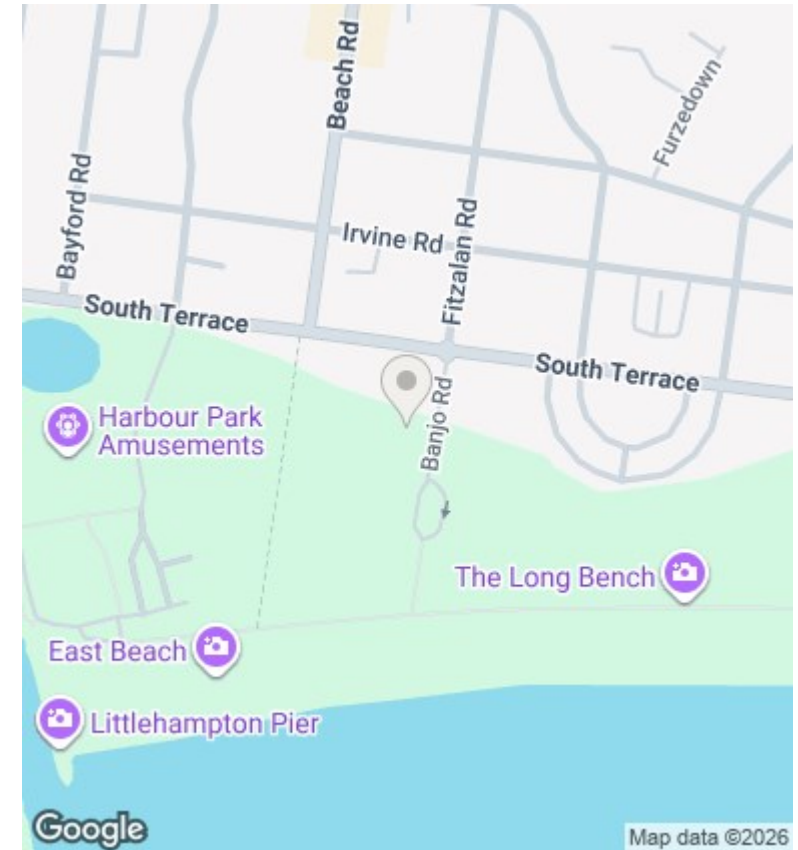 Beach Rd
Furzedown
Bayford Rd
Irvine Rd
Fitzalan Rd
South Terrace
South Terrace
Harbour Park
Amusements
Banjo Rd
The Long Bench
East Beach
Littlehampton Pier
Google
Map data ©2026